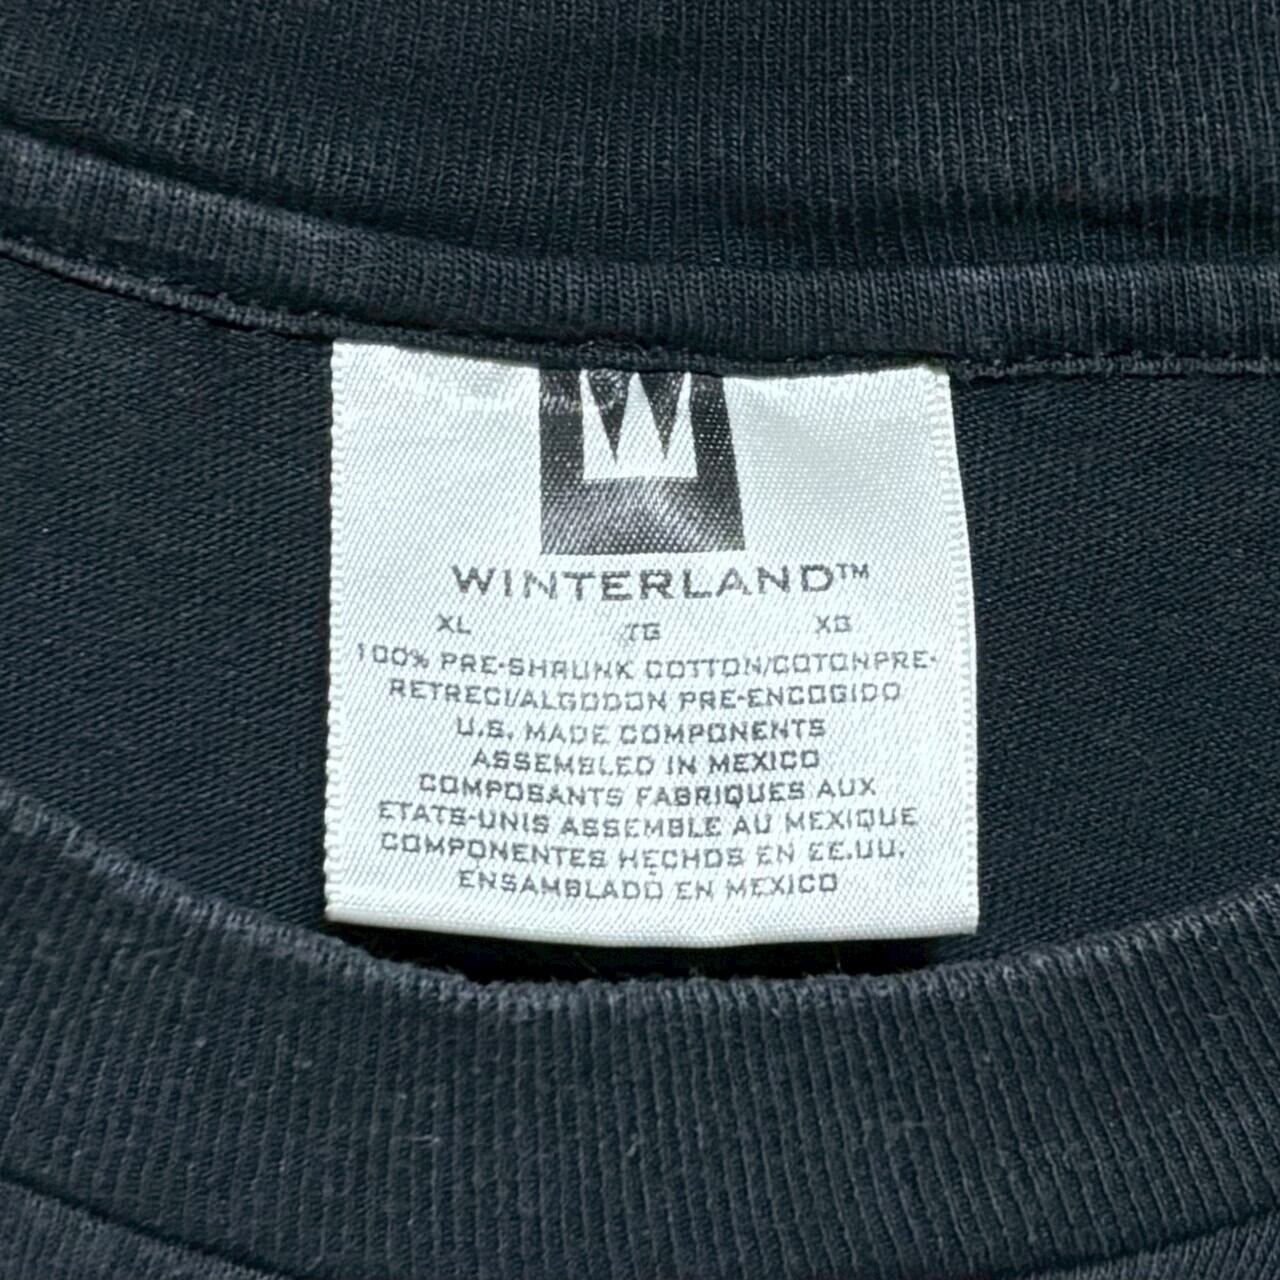 W
WINTERLAND™
XL TG XG
100% PRE-SHRUNK COTTON/COTONPRE-
RETRECI/ALGODON PRE-ENCOGIDO
U.S. MADE COMPONENTS
ASSEMBLED IN MEXICO
COMPOSANTS FABRIQUES AUX
ETATS-UNIS ASSEMBLE AU MEXIQUE
COMPONENTES HECHOS EN EE.UU.
ENSAMBLADO EN MEXICO